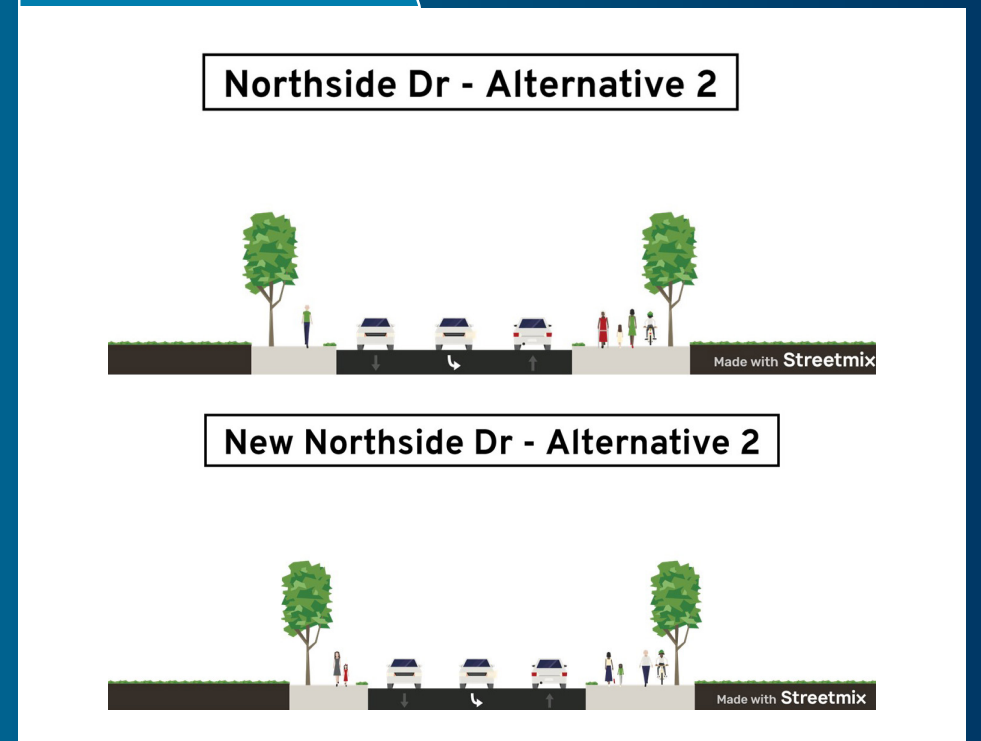 Northside Dr - Alternative 2
Made with Streetmix
New Northside Dr - Alternative 2
Made with Streetmix